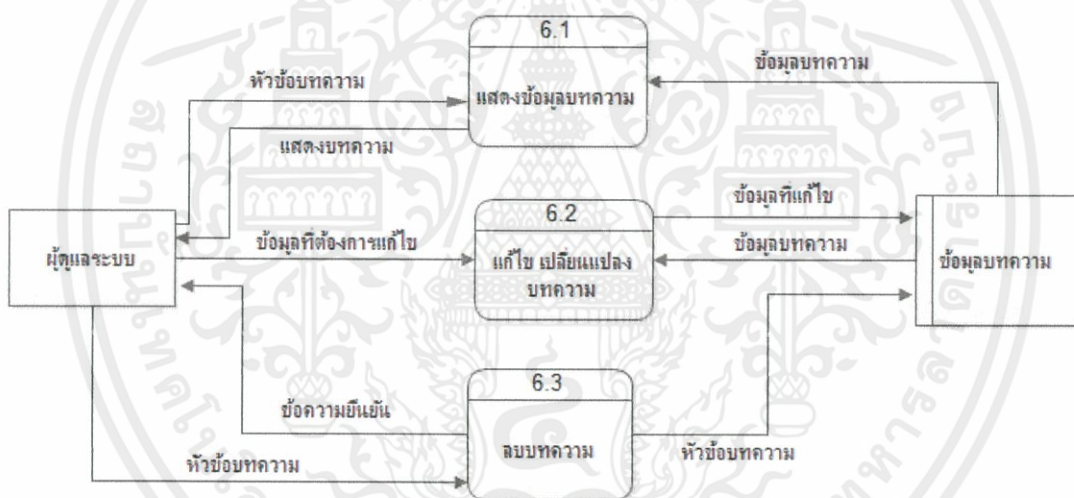 6.1
ข้อมูลบทความ
หัวข้อบทความ
แสดงข้อมูลบทความ
แสดงบทความ
6.2
ข้อมูลที่แก้ไข
ผู้ดูแลระบบ
ข้อมูลที่ต้องการแก้ไข
แก้ไข เปลี่ยนแปลง
บทความ
ข้อมูลบทความ
ข้อมูลบทความ
6.3
ข้อความยืนยัน
ลบบทความ
หัวข้อบทความ
หัวข้อบทความ